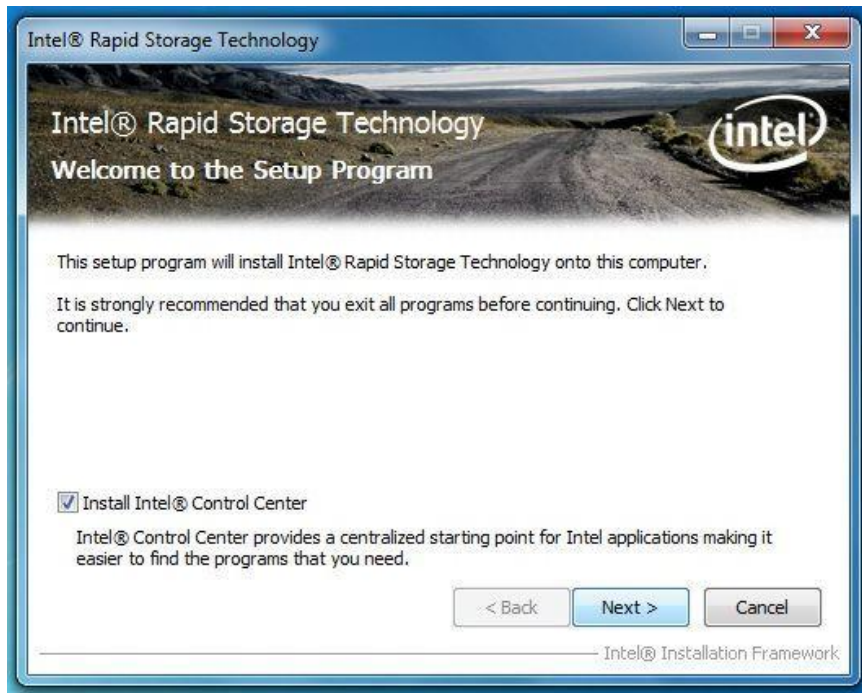 Intel® Rapid Storage Technology
Intel® Rapid Storage Technology
intel
Welcome to the Setup Program
This setup program will install Intel® Rapid Storage Technology onto this computer.
It is strongly recommended that you exit all programs before continuing. Click Next to
continue.
Install Intel® Control Center
Intel® Control Center provides a centralized starting point for Intel applications making it
easier to find the programs that you need.
< Back Next > Cancel
Intel® Installation Framework